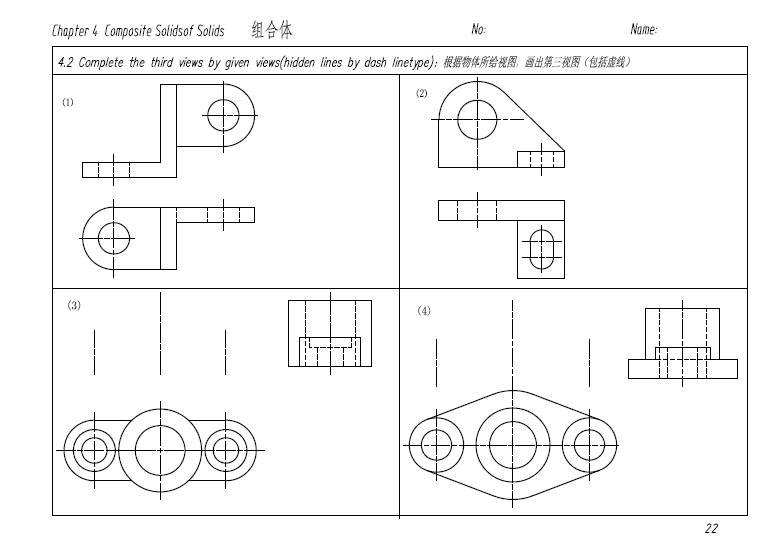 Chapter 4 Composite Solidsof Solids 组合体 No: Name:
4.2 Complete the third views by given views(hidden lines by dash linetype); 根据物体所给视图，画出第三视图（包括虚线）
(1)
(2)
(3)
(4)
22